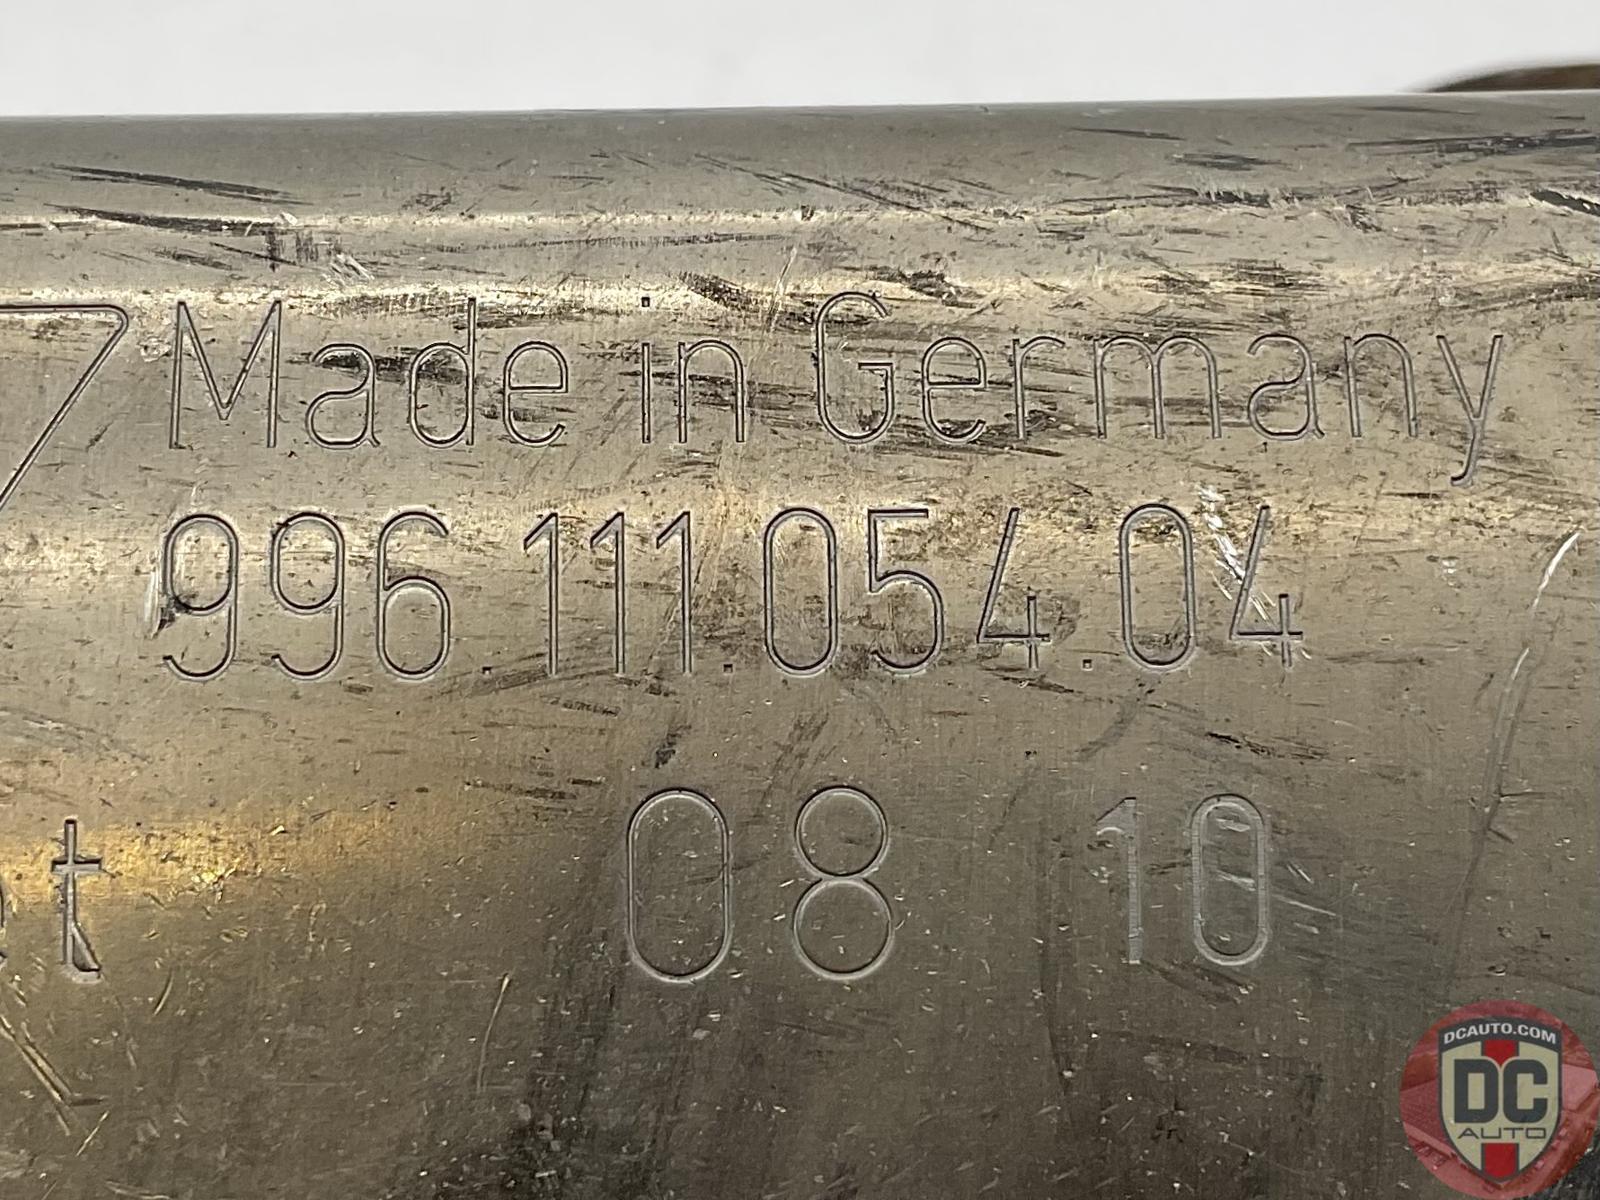 Made in Germany
996.111.054.04
t 08 10
DCAUTO.COM
DC
AUTO